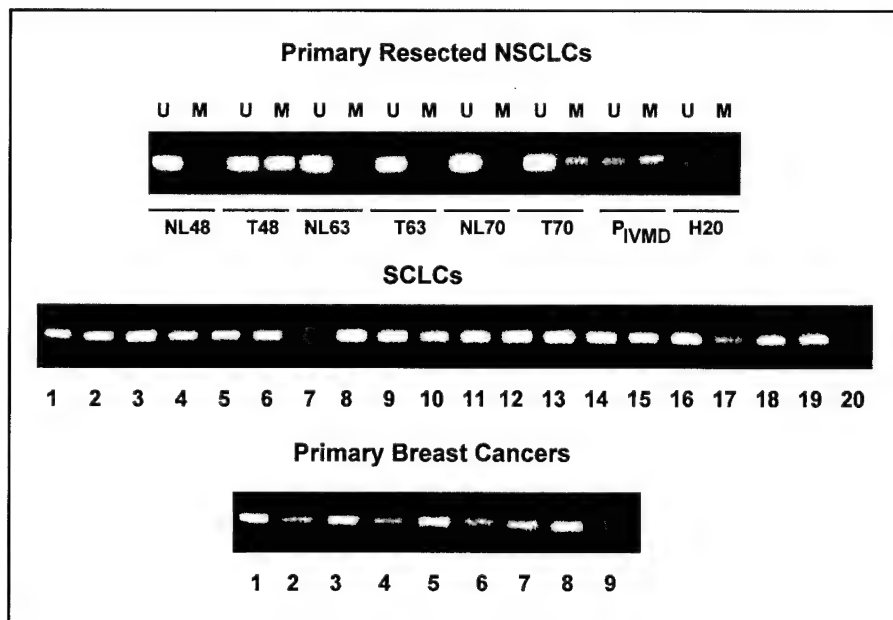 Primary Resected NSCLCs
U M U M U M U M U M U M U M U M
NL48 T48 NL63 T63 NL70 T70 PIVMD H20
SCLCs
1 2 3 4 5 6 7 8 9 10 11 12 13 14 15 16 17 18 19 20
Primary Breast Cancers
1 2 3 4 5 6 7 8 9